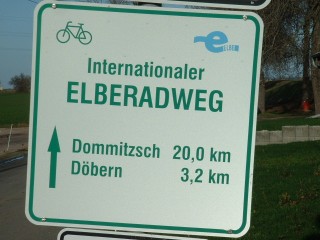 Internationaler
ELBERADWEG
Dommitzsch 20,0 km
Döbern 3,2 km